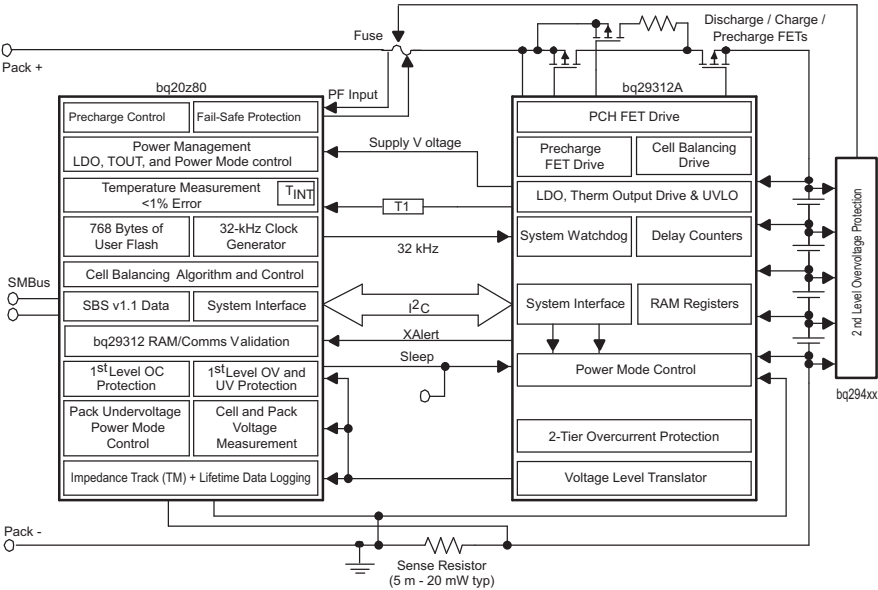 Discharge / Charge /
Precharge FETs
Fuse
Pack +
bq20z80
bq29312A
PF Input
Precharge Control
Fail-Safe Protection
Power Management
LDO, TOUT, and Power Mode control
Temperature Measurement
<1% Error
TINT
768 Bytes of
User Flash
32-kHz Clock
Generator
Cell Balancing Algorithm and Control
SBS v1.1 Data
System Interface
bq29312 RAM/Comms Validation
1st Level OC
Protection
1st Level OV and
UV Protection
Pack Undervoltage
Power Mode
Control
Cell and Pack
Voltage
Measurement
Impedance Track (TM) + Lifetime Data Logging
SMBus
Supply V oltage
T1
32 kHz
I2C
XAlert
Sleep
PCH FET Drive
Precharge
FET Drive
Cell Balancing
Drive
LDO, Therm Output Drive & UVLO
System Watchdog
Delay Counters
System Interface
RAM Registers
Power Mode Control
2-Tier Overcurrent Protection
Voltage Level Translator
2 nd Level Overvoltage Protection
bq294xx
Pack -
Sense Resistor
(5 m - 20 mW typ)